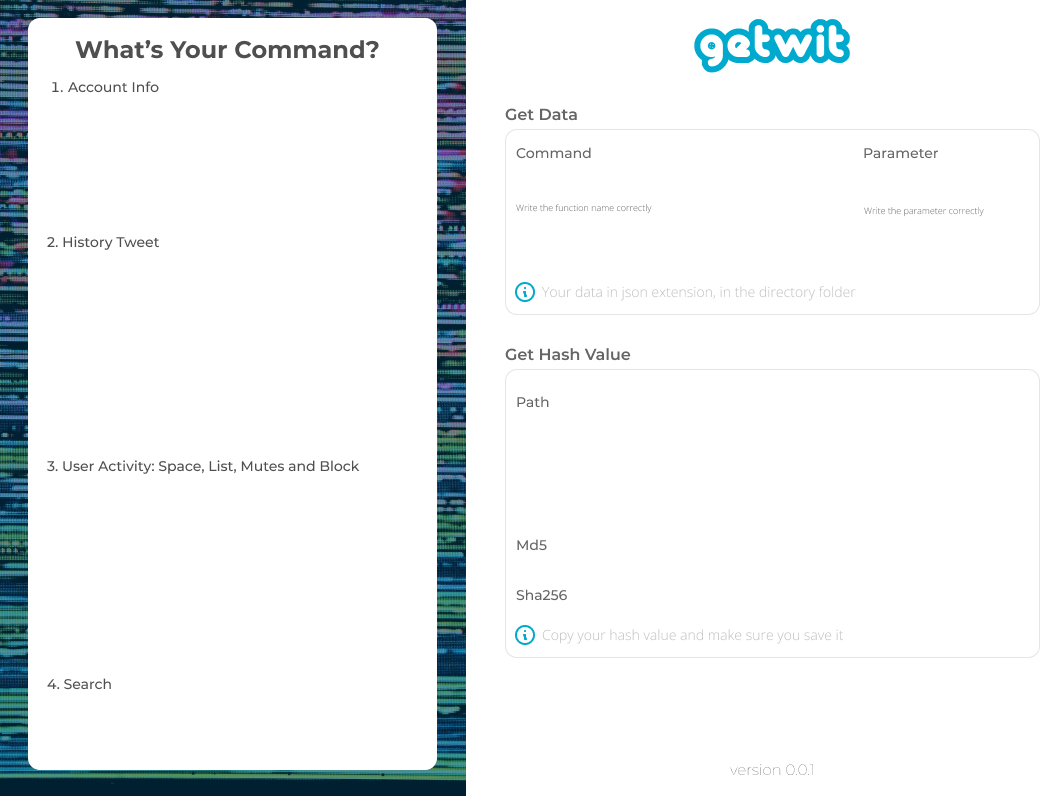 What's Your Command?
1. Account Info
2. History Tweet
3. User Activity: Space, List, Mutes and Block
4. Search
getwit
Get Data
Command
Parameter
Write the function name correctly
Write the parameter correctly
Your data in json extension, in the directory folder
Get Hash Value
Path
Md5
Sha256
Copy your hash value and make sure you save it
version 0.0.1